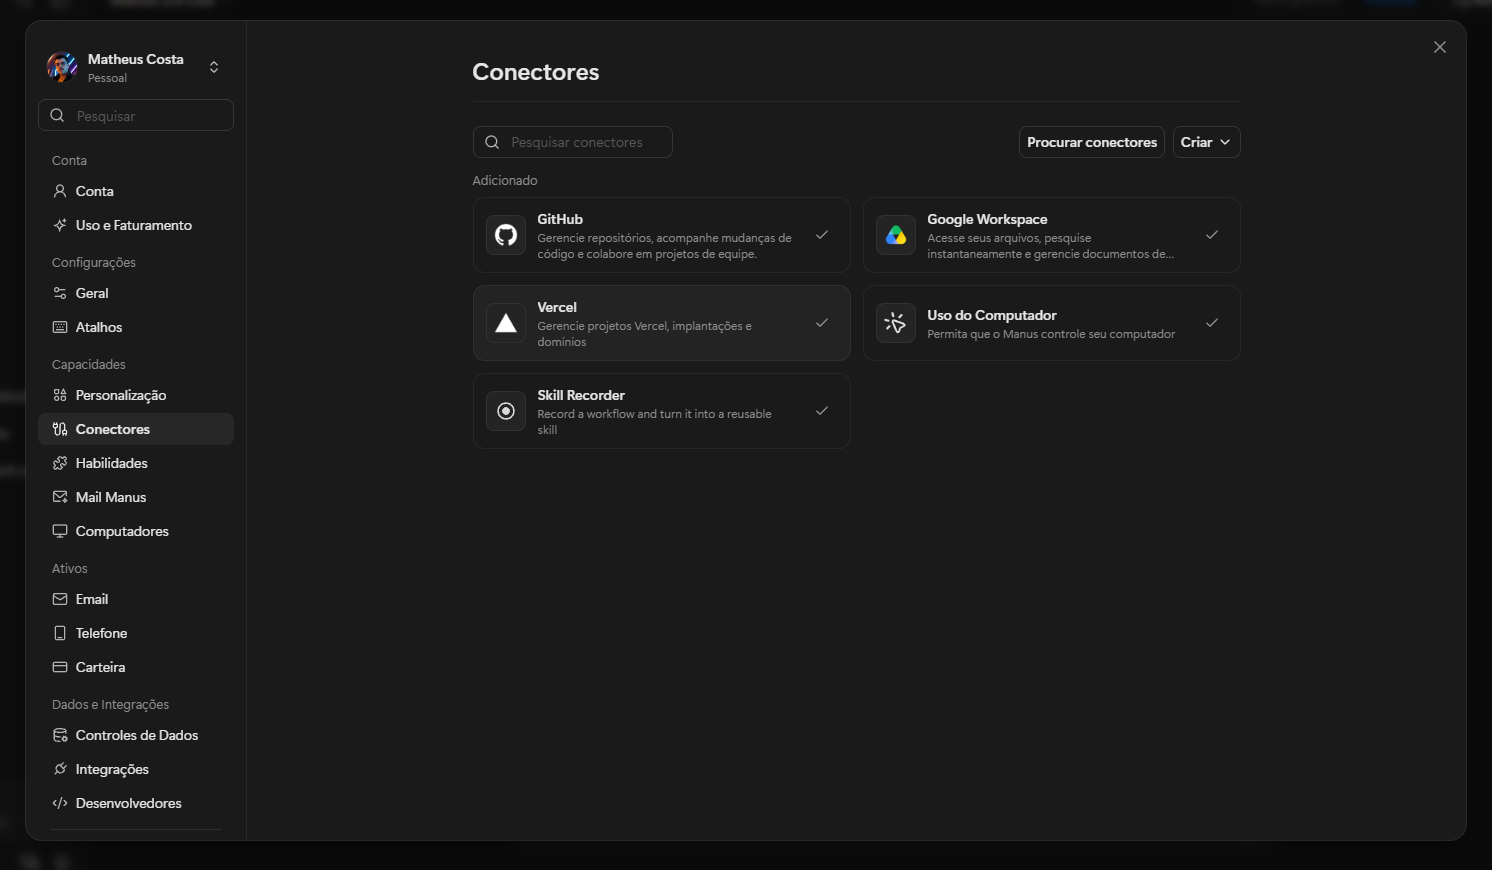 Matheus Costa
Pessoal
Pesquisar
Conta
Conta
Uso e Faturamento
Configurações
Geral
Atalhos
Capacidades
Personalização
Conectores
Habilidades
Mail Manus
Computadores
Ativos
Email
Telefone
Carteira
Dados e Integrações
Controles de Dados
Integrações
Desenvolvedores
Conectores
Pesquisar conectores
Procurar conectores
Criar
Adicionado
GitHub
Gerencie repositórios, acompanhe mudanças de
código e colabore em projetos de equipe.
Google Workspace
Acesse seus arquivos, pesquise
instantaneamente e gerencie documentos de...
Vercel
Gerencie projetos Vercel, implantações e
domínios
Uso do Computador
Permita que o Manus controle seu computador
Skill Recorder
Record a workflow and turn it into a reusable
skill